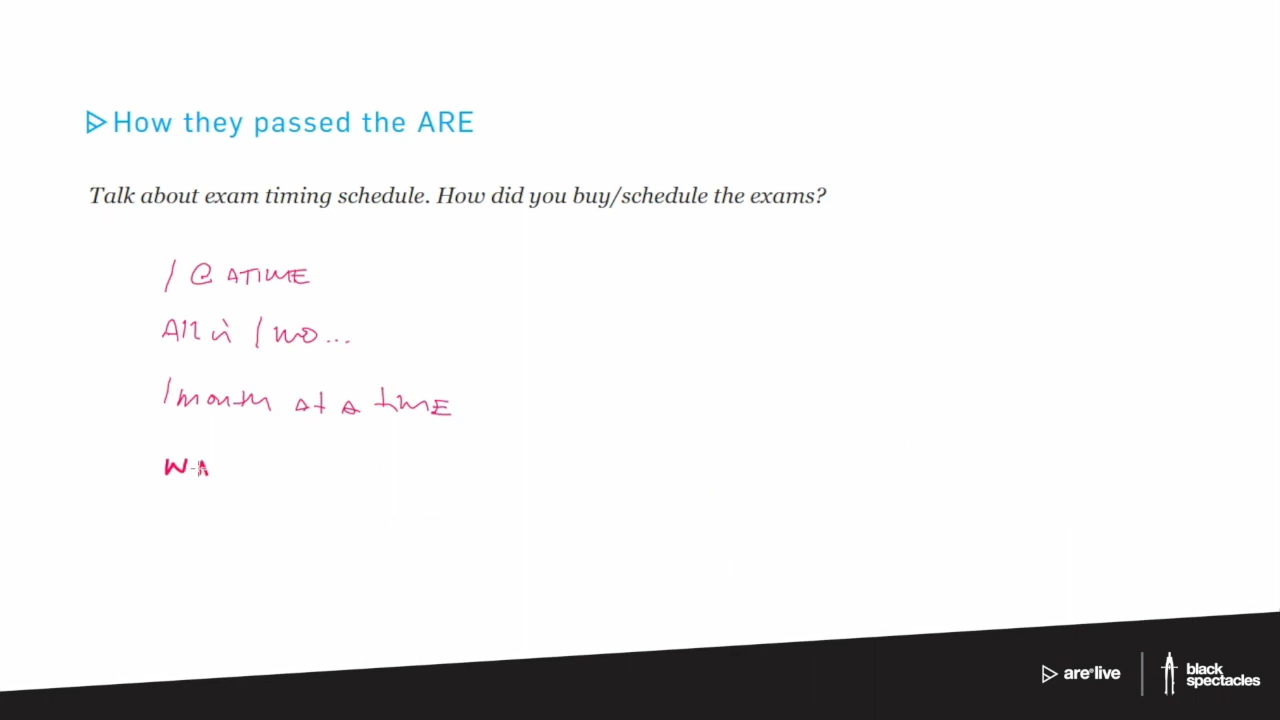 How they passed the ARE
Talk about exam timing schedule. How did you buy/schedule the exams?
1 @ A TIME
All in 1 MO...
1 month at a time
W-A
are live
black
spectacles